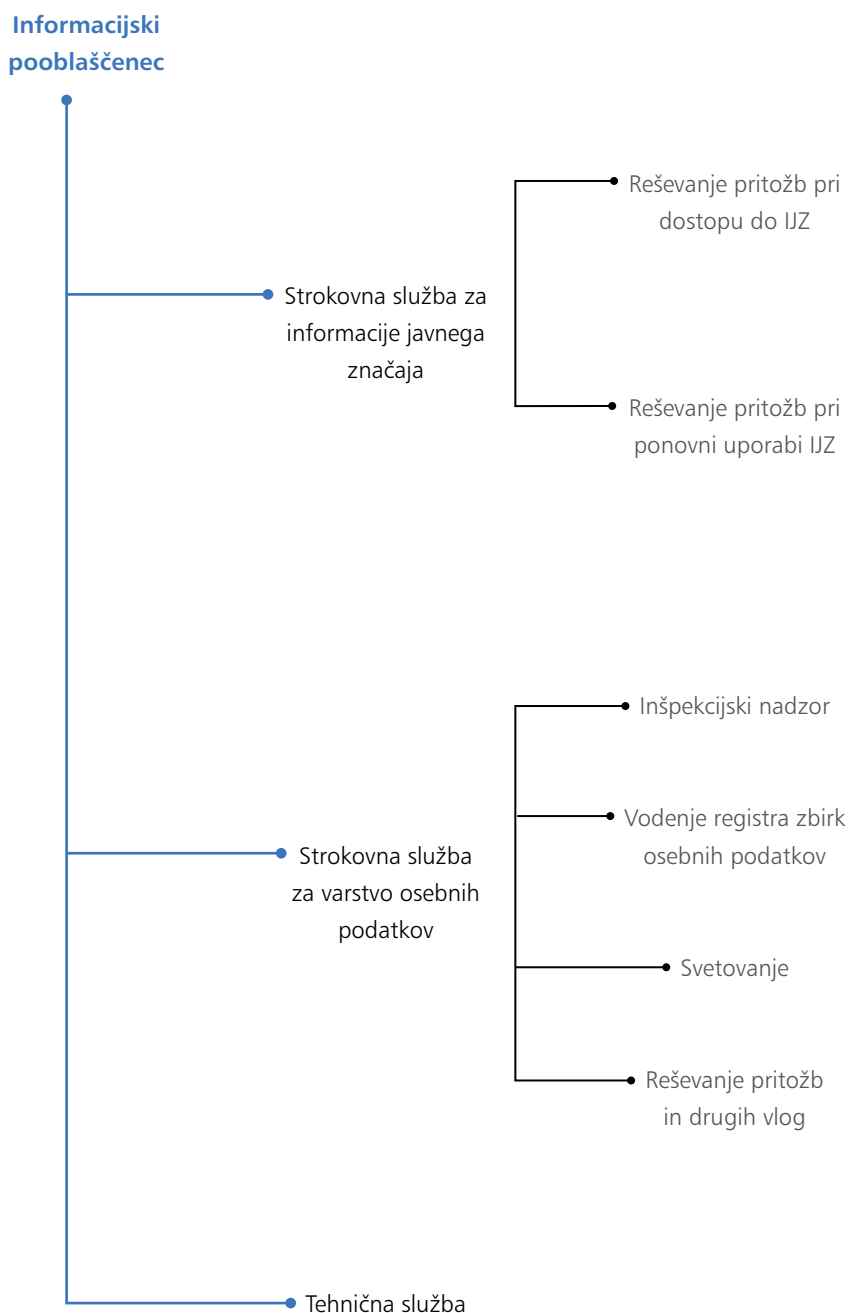 Informacijski
pooblaščenec
Reševanje pritožb pri
dostopu do IJZ
Strokovna služba za
informacije javnega
značaja
Reševanje pritožb pri
ponovni uporabi IJZ
Inšpekcijski nadzor
Vodenje registra zbirk
osebnih podatkov
Strokovna služba
za varstvo osebnih
podatkov
Svetovanje
Reševanje pritožb
in drugih vlog
Tehnična služba